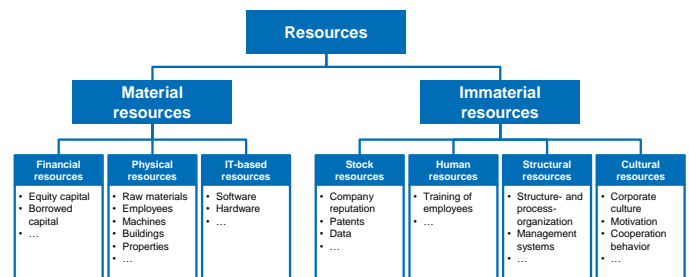 Resources
Material
resources
Immaterial
resources
Financial
resources
• Equity capital
• Borrowed
capital
• …
Physical
resources
• Raw materials
• Employees
• Machines
• Buildings
• Properties
• …
IT-based
resources
• Software
• Hardware
• …
Stock
resources
• Company
reputation
• Patents
• Data
• …
Human
resources
• Training of
employees
• …
Structural
resources
• Structure- and
process-
organization
• Management
systems
• …
Cultural
resources
• Corporate
culture
• Motivation
• Cooperation
behavior
• …